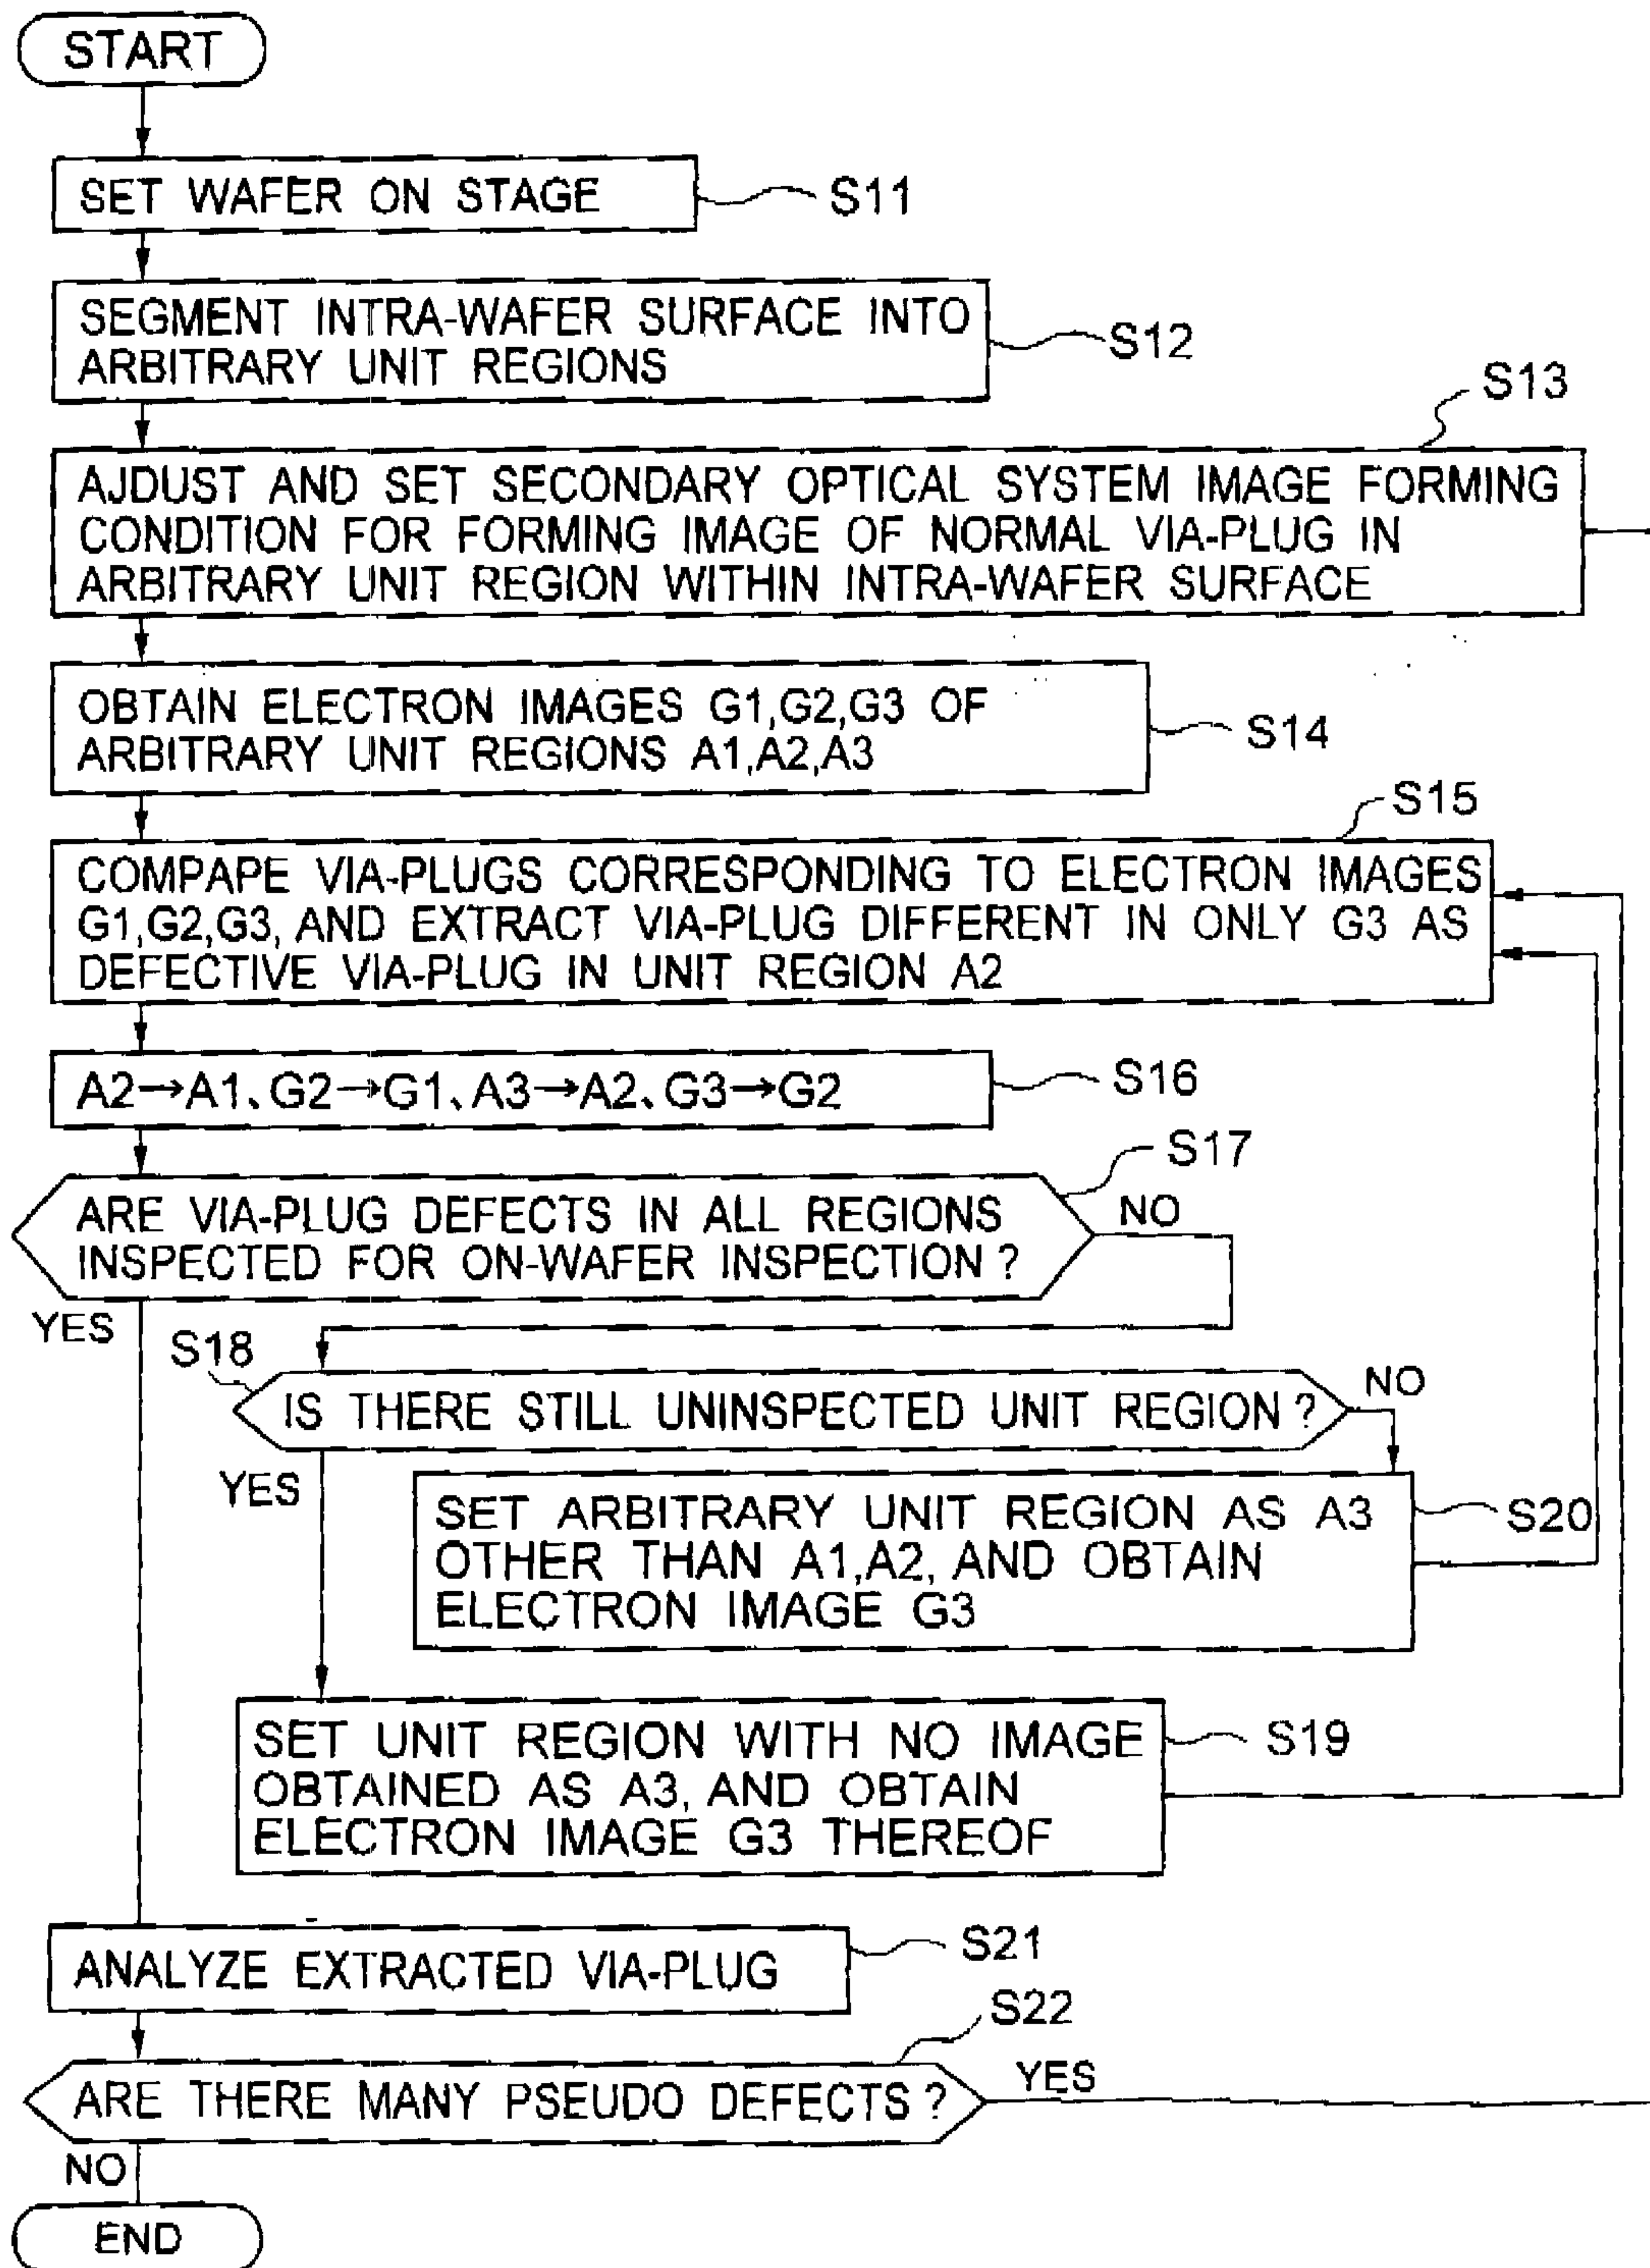 START
SET WAFER ON STAGE
S11
SEGMENT INTRA-WAFER SURFACE INTO
ARBITRARY UNIT REGIONS
S12
S13
AJDUST AND SET SECONDARY OPTICAL SYSTEM IMAGE FORMING
CONDITION FOR FORMING IMAGE OF NORMAL VIA-PLUG IN
ARBITRARY UNIT REGION WITHIN INTRA-WAFER SURFACE
OBTAIN ELECTRON IMAGES G1,G2,G3 OF
ARBITRARY UNIT REGIONS A1,A2,A3
S14
S15
COMPAPE VIA-PLUGS CORRESPONDING TO ELECTRON IMAGES
G1,G2,G3, AND EXTRACT VIA-PLUG DIFFERENT IN ONLY G3 AS
DEFECTIVE VIA-PLUG IN UNIT REGION A2
A2→A1、G2→G1、A3→A2、G3→G2
S16
S17
ARE VIA-PLUG DEFECTS IN ALL REGIONS
INSPECTED FOR ON-WAFER INSPECTION ?
NO
YES
S18
IS THERE STILL UNINSPECTED UNIT REGION ?
NO
YES
SET ARBITRARY UNIT REGION AS A3
OTHER THAN A1,A2, AND OBTAIN
ELECTRON IMAGE G3
S20
SET UNIT REGION WITH NO IMAGE
OBTAINED AS A3, AND OBTAIN
ELECTRON IMAGE G3 THEREOF
S19
ANALYZE EXTRACTED VIA-PLUG
S21
S22
ARE THERE MANY PSEUDO DEFECTS ?
YES
NO
END